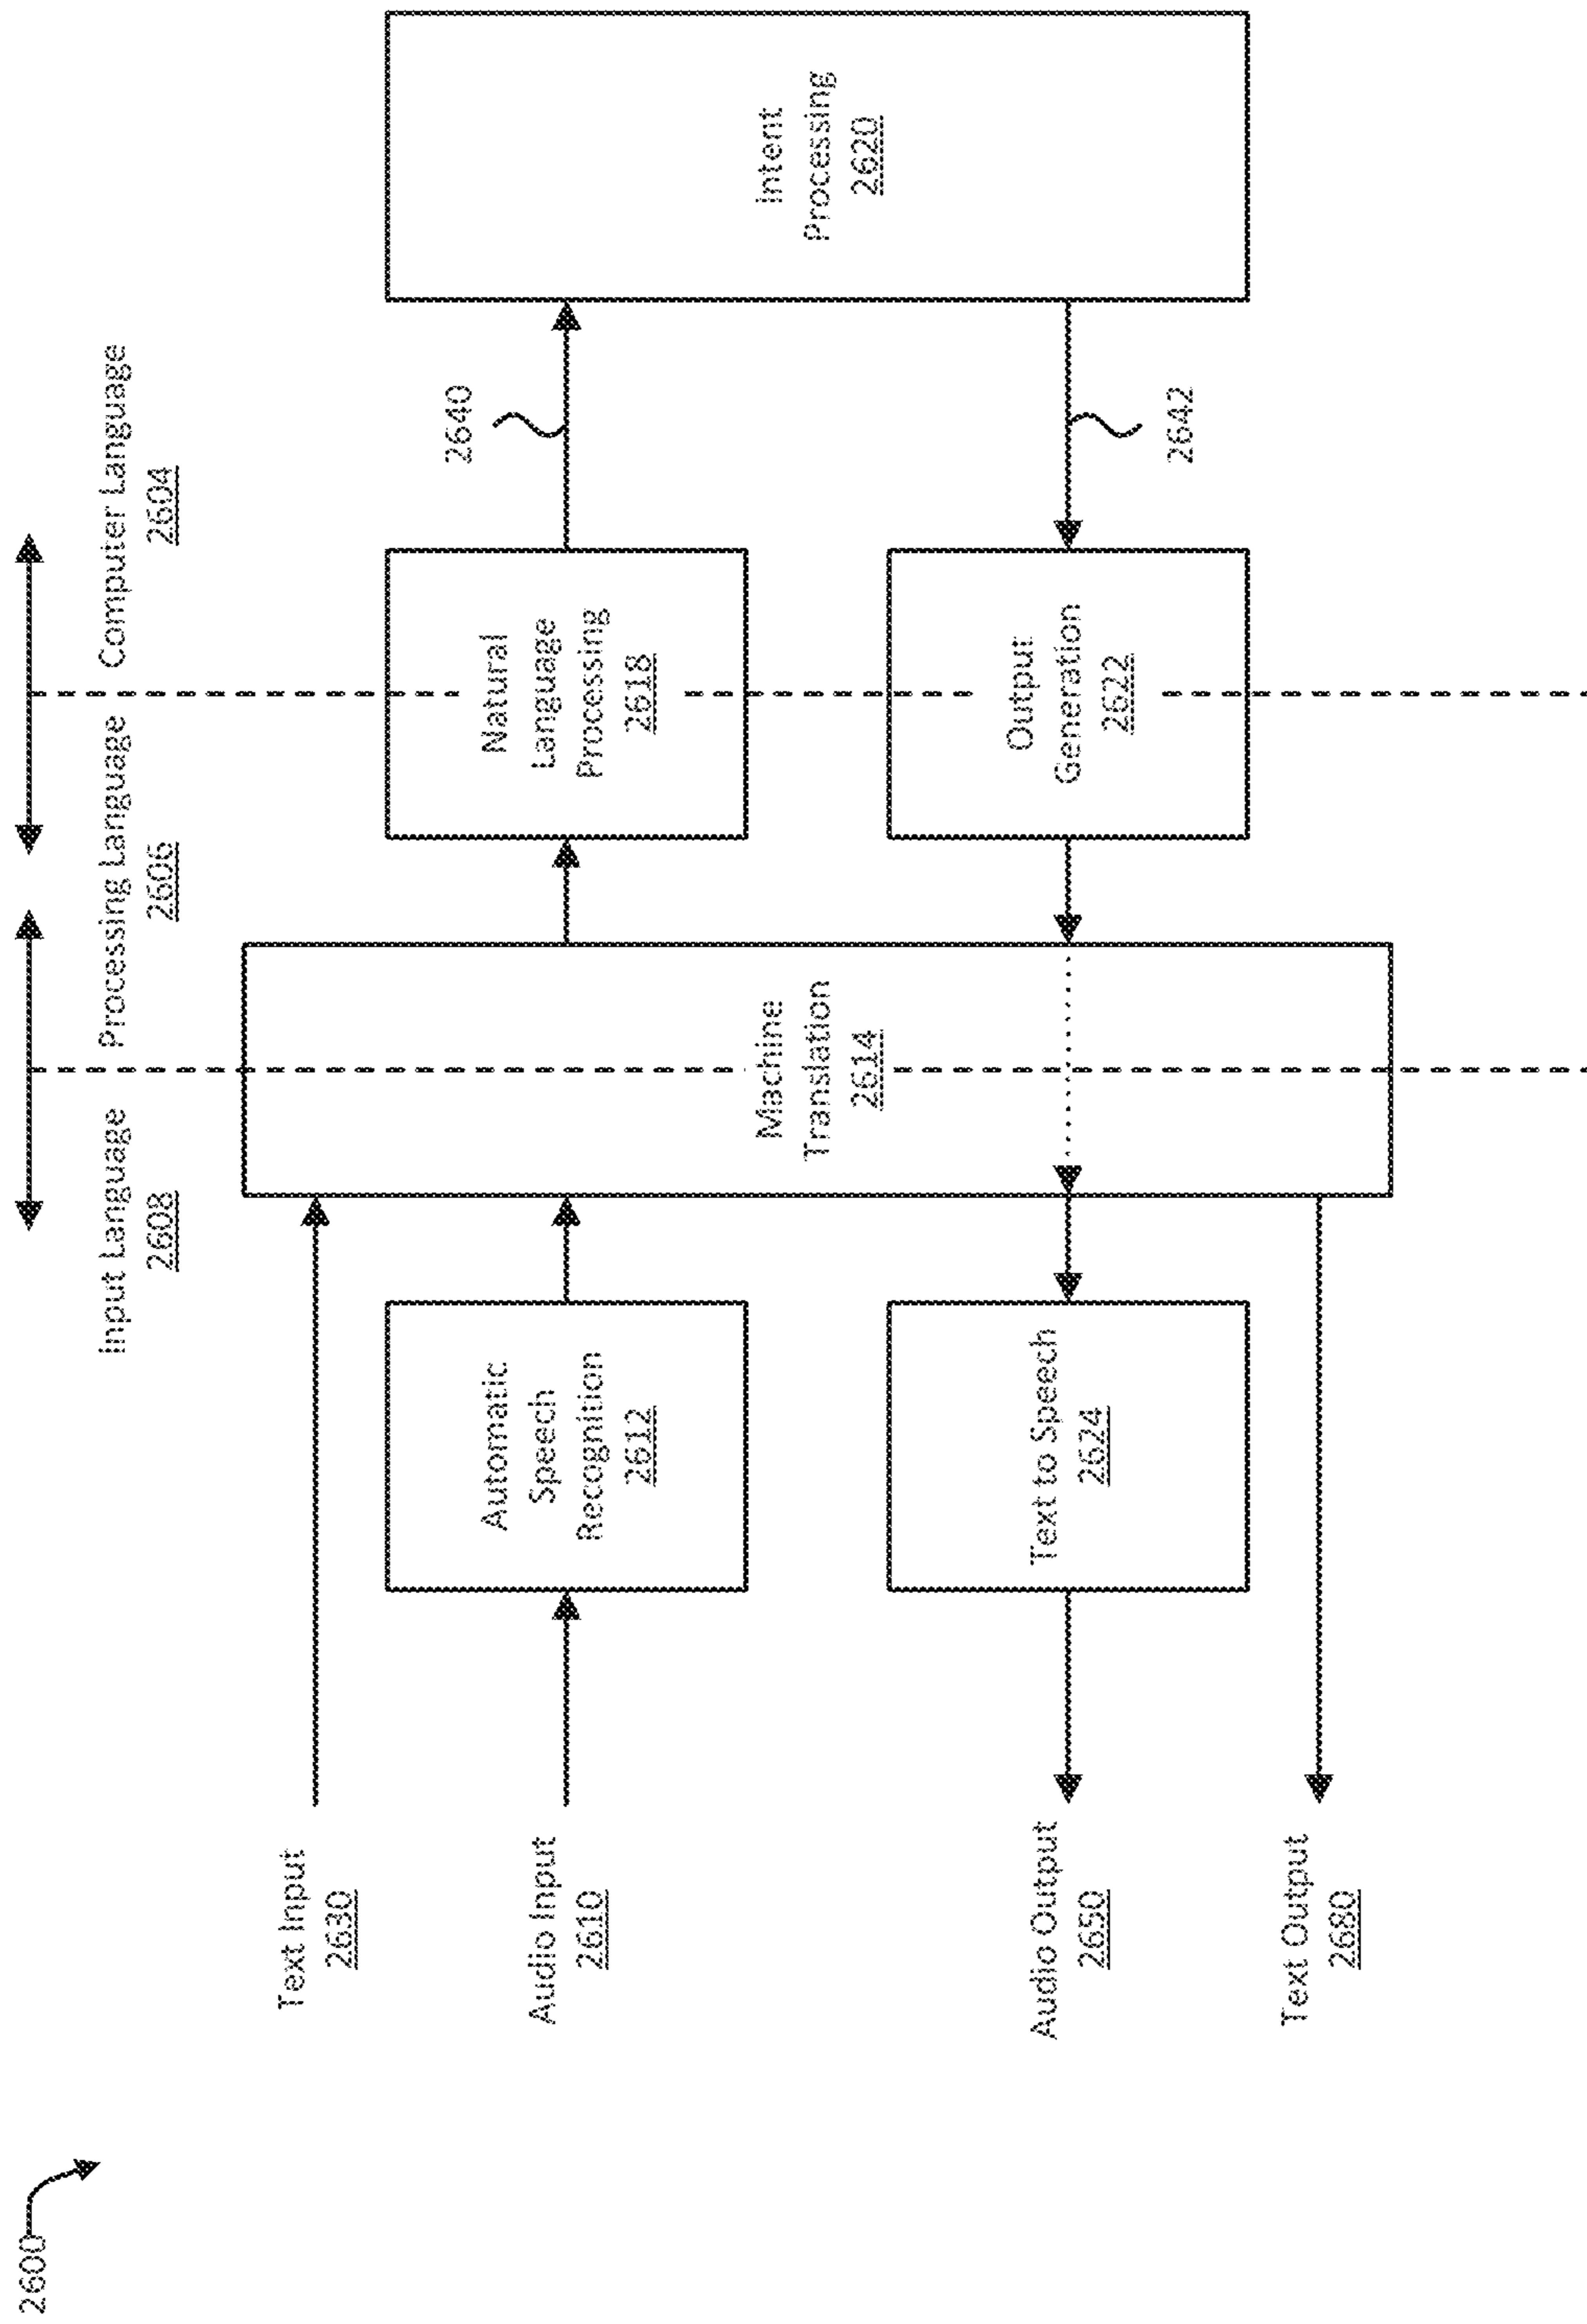 2600
Input Language
2608
Processing Language
2606
Computer Language
2604
Text Input
2630
Audio Input
2610
Automatic
Speech
Recognition
2612
Machine
Translation
2614
Natural
Language
Processing
2618
2640
Intent
Processing
2620
2642
Output
Generation
2622
Text to Speech
2624
Audio Output
2650
Text Output
2680